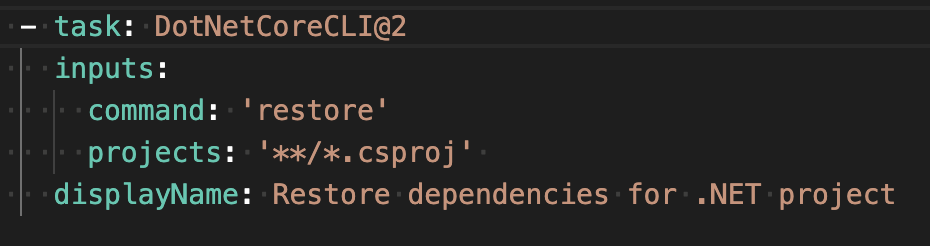 - task: DotNetCoreCLI@2
inputs:
command: 'restore'
projects: '**/*.csproj'
displayName: Restore dependencies for .NET project